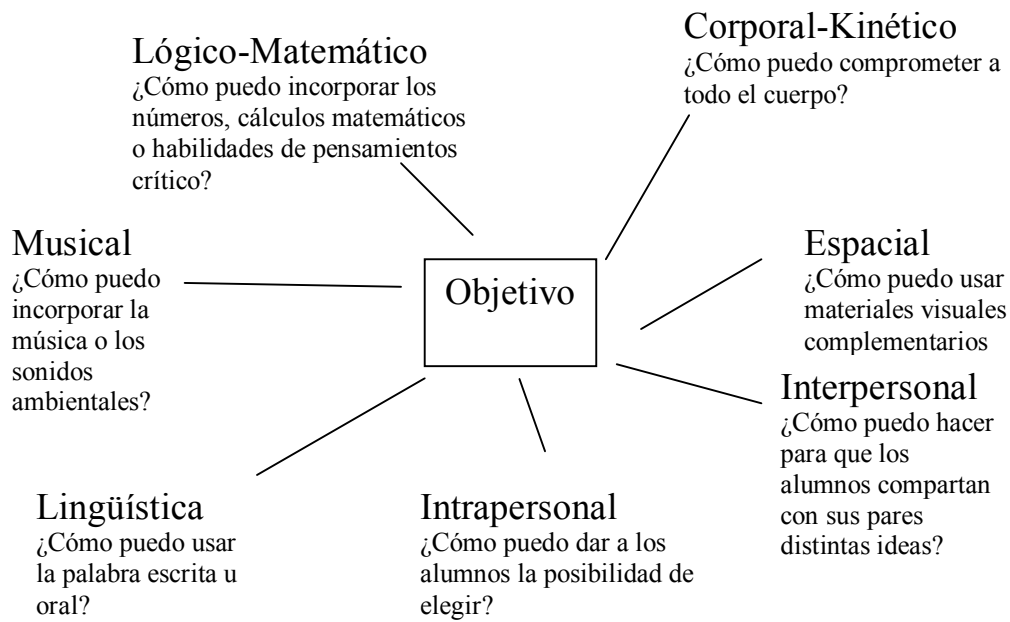 Lógico-Matemático
¿Cómo puedo incorporar los
números, cálculos matemáticos
o habilidades de pensamientos
crítico?
Corporal-Kinético
¿Cómo puedo comprometer a
todo el cuerpo?
Musical
¿Cómo puedo
incorporar la
música o los
sonidos
ambientales?
Objetivo
Espacial
¿Cómo puedo usar
materiales visuales
complementarios
Interpersonal
¿Cómo puedo hacer
para que los
alumnos compartan
con sus pares
distintas ideas?
Lingüística
¿Cómo puedo usar
la palabra escrita u
oral?
Intrapersonal
¿Cómo puedo dar a los
alumnos la posibilidad de
elegir?